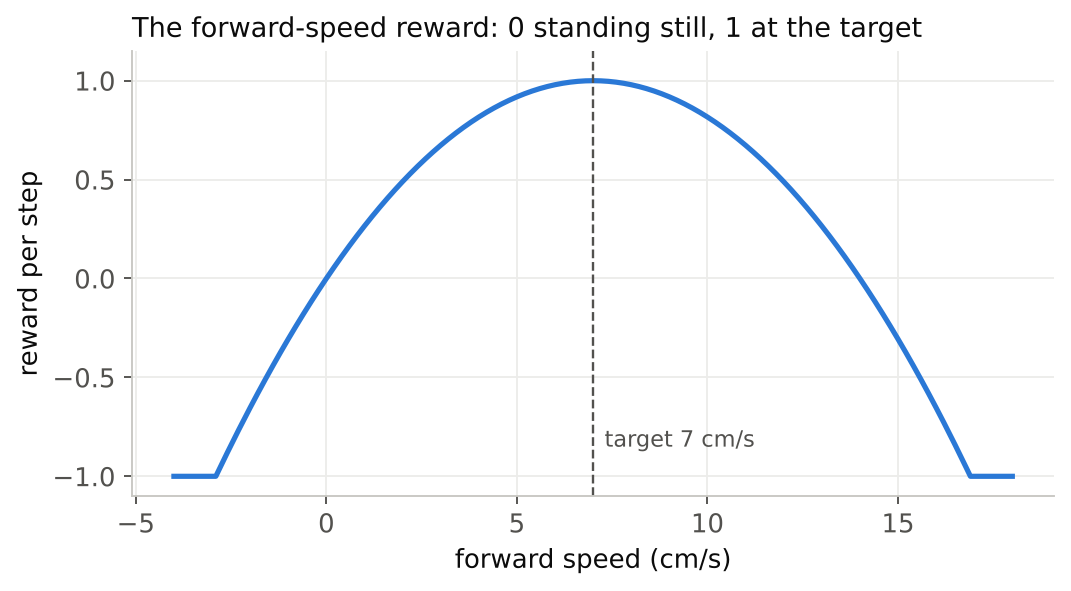 The forward-speed reward: 0 standing still, 1 at the target
reward per step
1.0
0.5
0.0
−0.5
−1.0
target 7 cm/s
−5 0 5 10 15
forward speed (cm/s)